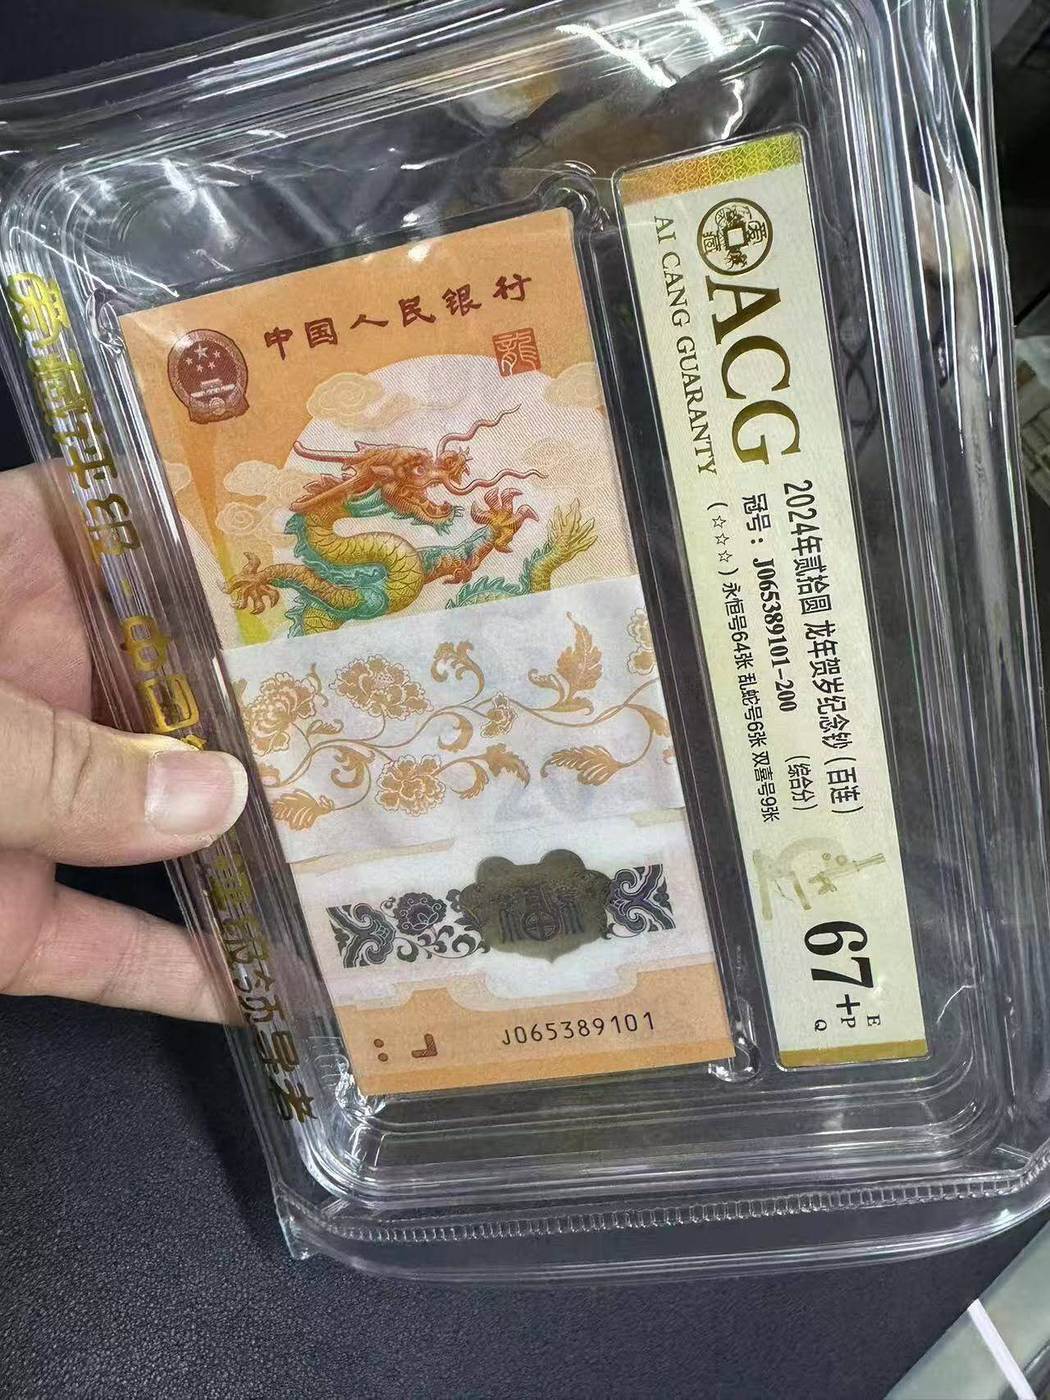 中国人民银行
龍
J065389101
ACG
AI CANG GUARANTY
2024年贰拾圆 龙年贺岁纪念钞（百连）
冠号：J065389101-200 （综合分）
（☆☆☆）永恒号64张 乱蛇号6张 双喜号9张
67+
E
P
Q